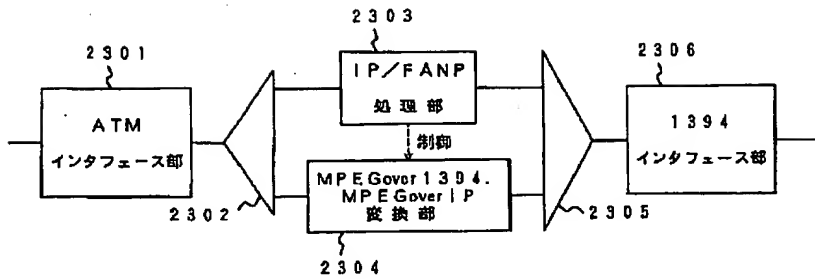 2303
2301
2306
IP/FANP
処理部
ATM
インタフェース部
1394
インタフェース部
制御
MPEGover1394.
MPEGoverIP
変換部
2302
2305
2304